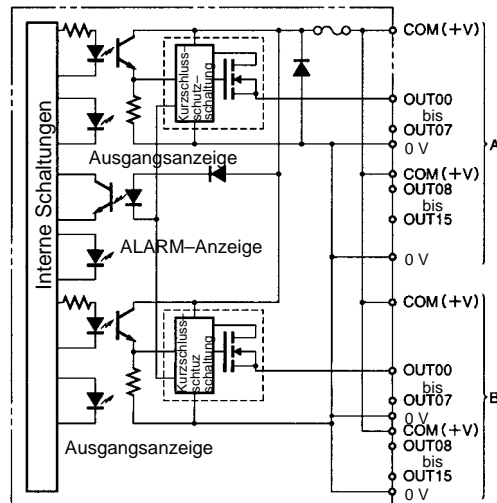 Interne Schaltungen
Kurzschluss–
schutz–
schaltung
Ausgangsanzeige
ALARM–Anzeige
Kurzschluss–
schtuz
schaltung
Ausgangsanzeige
COM (+V)
OUT00
bis
OUT07
0 V
COM (+V)
OUT08
bis
OUT15
0 V
A
COM (+V)
OUT00
bis
OUT07
0 V
COM (+V)
OUT08
bis
OUT15
0 V
B